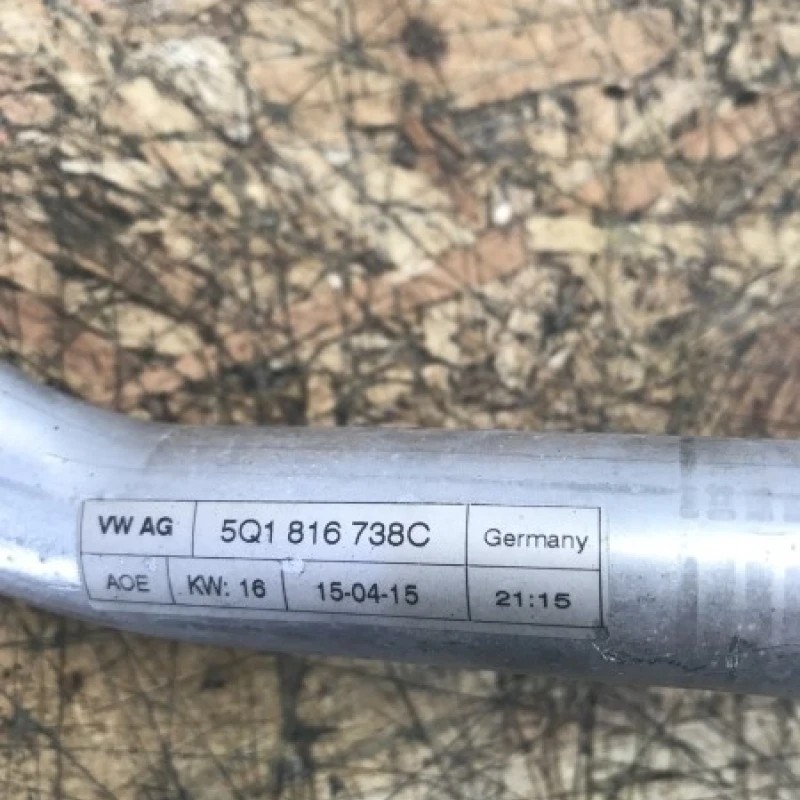 VW AG 5Q1 816 738C Germany
AOE KW: 16 15-04-15 21:15